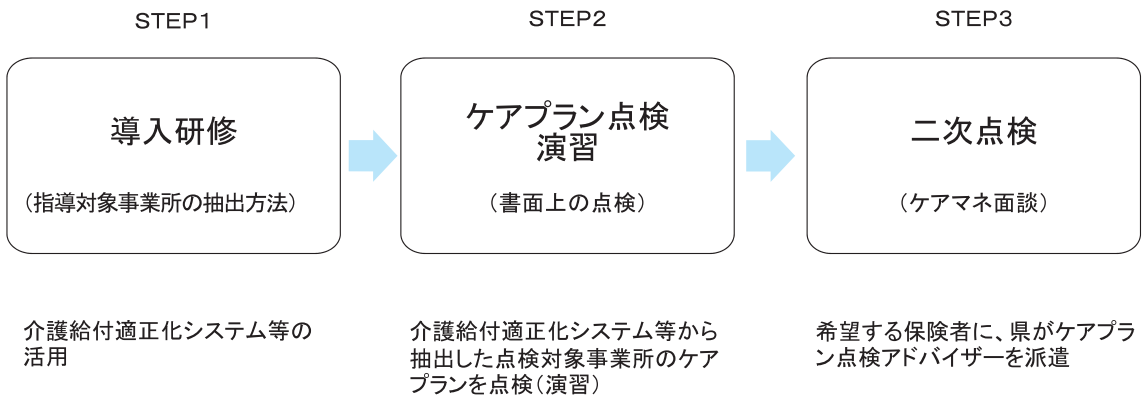 STEP1
導入研修
（指導対象事業所の抽出方法）
介護給付適正化システム等の
活用
STEP2
ケアプラン点検
演習
（書面上の点検）
介護給付適正化システム等から
抽出した点検対象事業所のケア
プランを点検（演習）
STEP3
二次点検
（ケアマネ面談）
希望する保険者に、県がケアプラ
ン点検アドバイザーを派遣